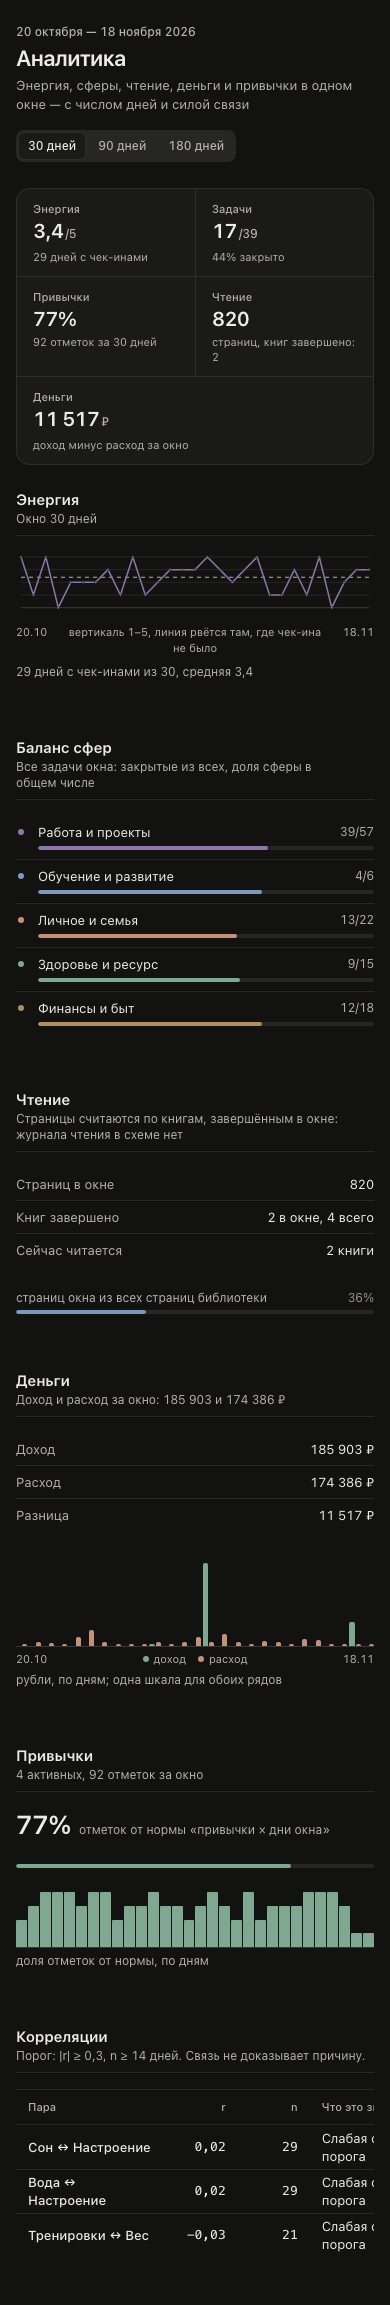 20 октября — 18 ноября 2026
Аналитика
Энергия, сферы, чтение, деньги и привычки в одном
окне — с числом дней и силой связи
30 дней 90 дней 180 дней
Энергия
3,4/5
29 дней с чек-инами
Задачи
17/39
44% закрыто
Привычки
77%
92 отметок за 30 дней
Чтение
820
страниц, книг завершено:
2
Деньги
11 517 ₽
доход минус расход за окно
Энергия
Окно 30 дней
20.10 вертикаль 1–5, линия рвётся там, где чек-ина 18.11
не было
29 дней с чек-инами из 30, средняя 3,4
Баланс сфер
Все задачи окна: закрытые из всех, доля сферы в
общем числе
Работа и проекты 39/57
Обучение и развитие 4/6
Личное и семья 13/22
Здоровье и ресурс 9/15
Финансы и быт 12/18
Чтение
Страницы считаются по книгам, завершённым в окне:
журнала чтения в схеме нет
Страниц в окне 820
Книг завершено 2 в окне, 4 всего
Сейчас читается 2 книги
страниц окна из всех страниц библиотеки 36%
Деньги
Доход и расход за окно: 185 903 и 174 386 ₽
Доход 185 903 ₽
Расход 174 386 ₽
Разница 11 517 ₽
20.10 доход расход 18.11
рубли, по дням; одна шкала для обоих рядов
Привычки
4 активных, 92 отметок за окно
77% отметок от нормы «привычки × дни окна»
доля отметок от нормы, по дням
Корреляции
Порог: |r| ≥ 0,3, n ≥ 14 дней. Связь не доказывает причину.
Пара r n Что это
Сон ↔ Настроение 0,02 29 Слабая
порога
Вода ↔
Настроение 0,02 29 Слабая
порога
Тренировки ↔ Вес −0,03 21 Слабая
порога